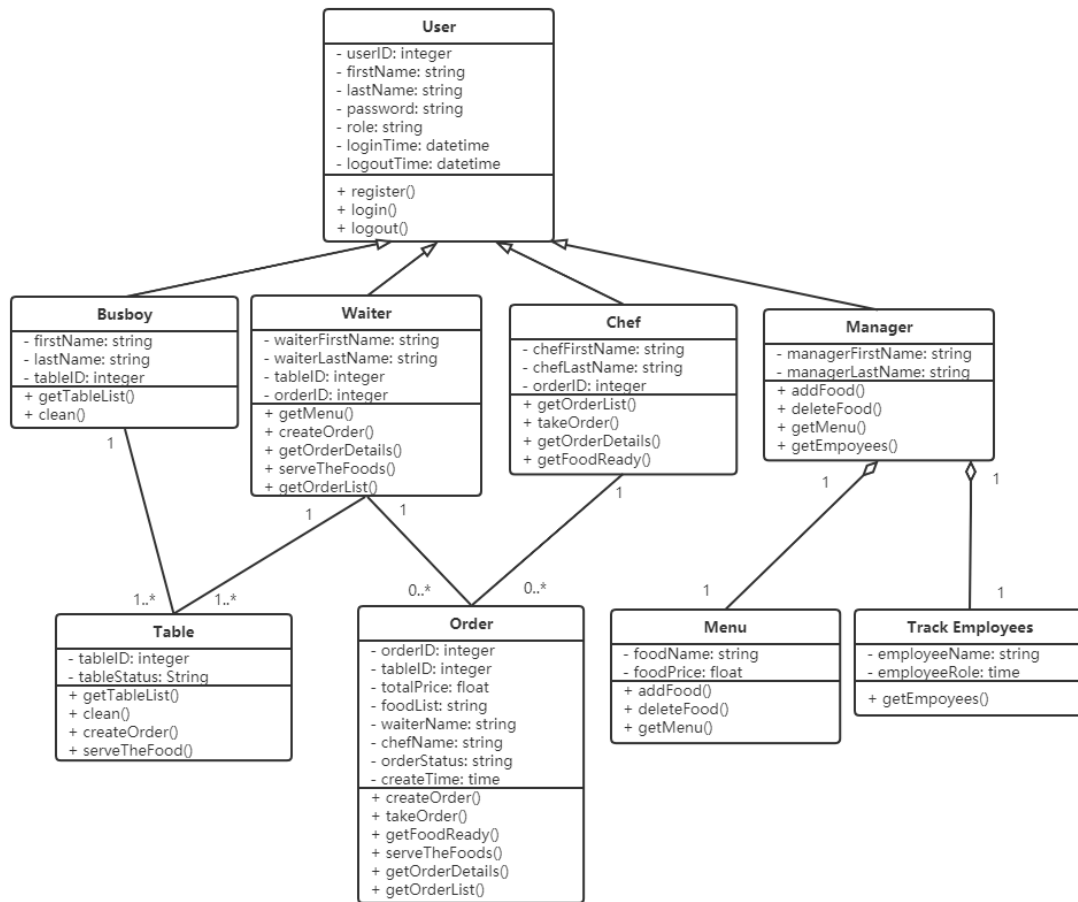 User
- userID: integer
- firstName: string
- lastName: string
- password: string
- role: string
- loginTime: datetime
- logoutTime: datetime
+ register()
+ login()
+ logout()
Busboy
- firstName: string
- lastName: string
- tableID: integer
+ getTableList()
+ clean()
Waiter
- waiterFirstName: string
- waiterLastName: string
- tableID: integer
- orderID: integer
+ getMenu()
+ createOrder()
+ getOrderDetails()
+ serveTheFoods()
+ getOrderList()
Chef
- chefFirstName: string
- chefLastName: string
- orderID: integer
+ getOrderList()
+ takeOrder()
+ getOrderDetails()
+ getFoodReady()
Manager
- managerFirstName: string
- managerLastName: string
+ addFood()
+ deleteFood()
+ getMenu()
+ getEmpoyees()
1
1
1
1
1
1
1..*
1..*
0..*
0..*
1
1
Table
- tableID: integer
- tableStatus: String
+ getTableList()
+ clean()
+ createOrder()
+ serveTheFood()
Order
- orderID: integer
- tableID: integer
- totalPrice: float
- foodList: string
- waiterName: string
- chefName: string
- orderStatus: string
- createTime: time
+ createOrder()
+ takeOrder()
+ getFoodReady()
+ serveTheFoods()
+ getOrderDetails()
+ getOrderList()
Menu
- foodName: string
- foodPrice: float
+ addFood()
+ deleteFood()
+ getMenu()
Track Employees
- employeeName: string
- employeeRole: time
+ getEmpoyees()